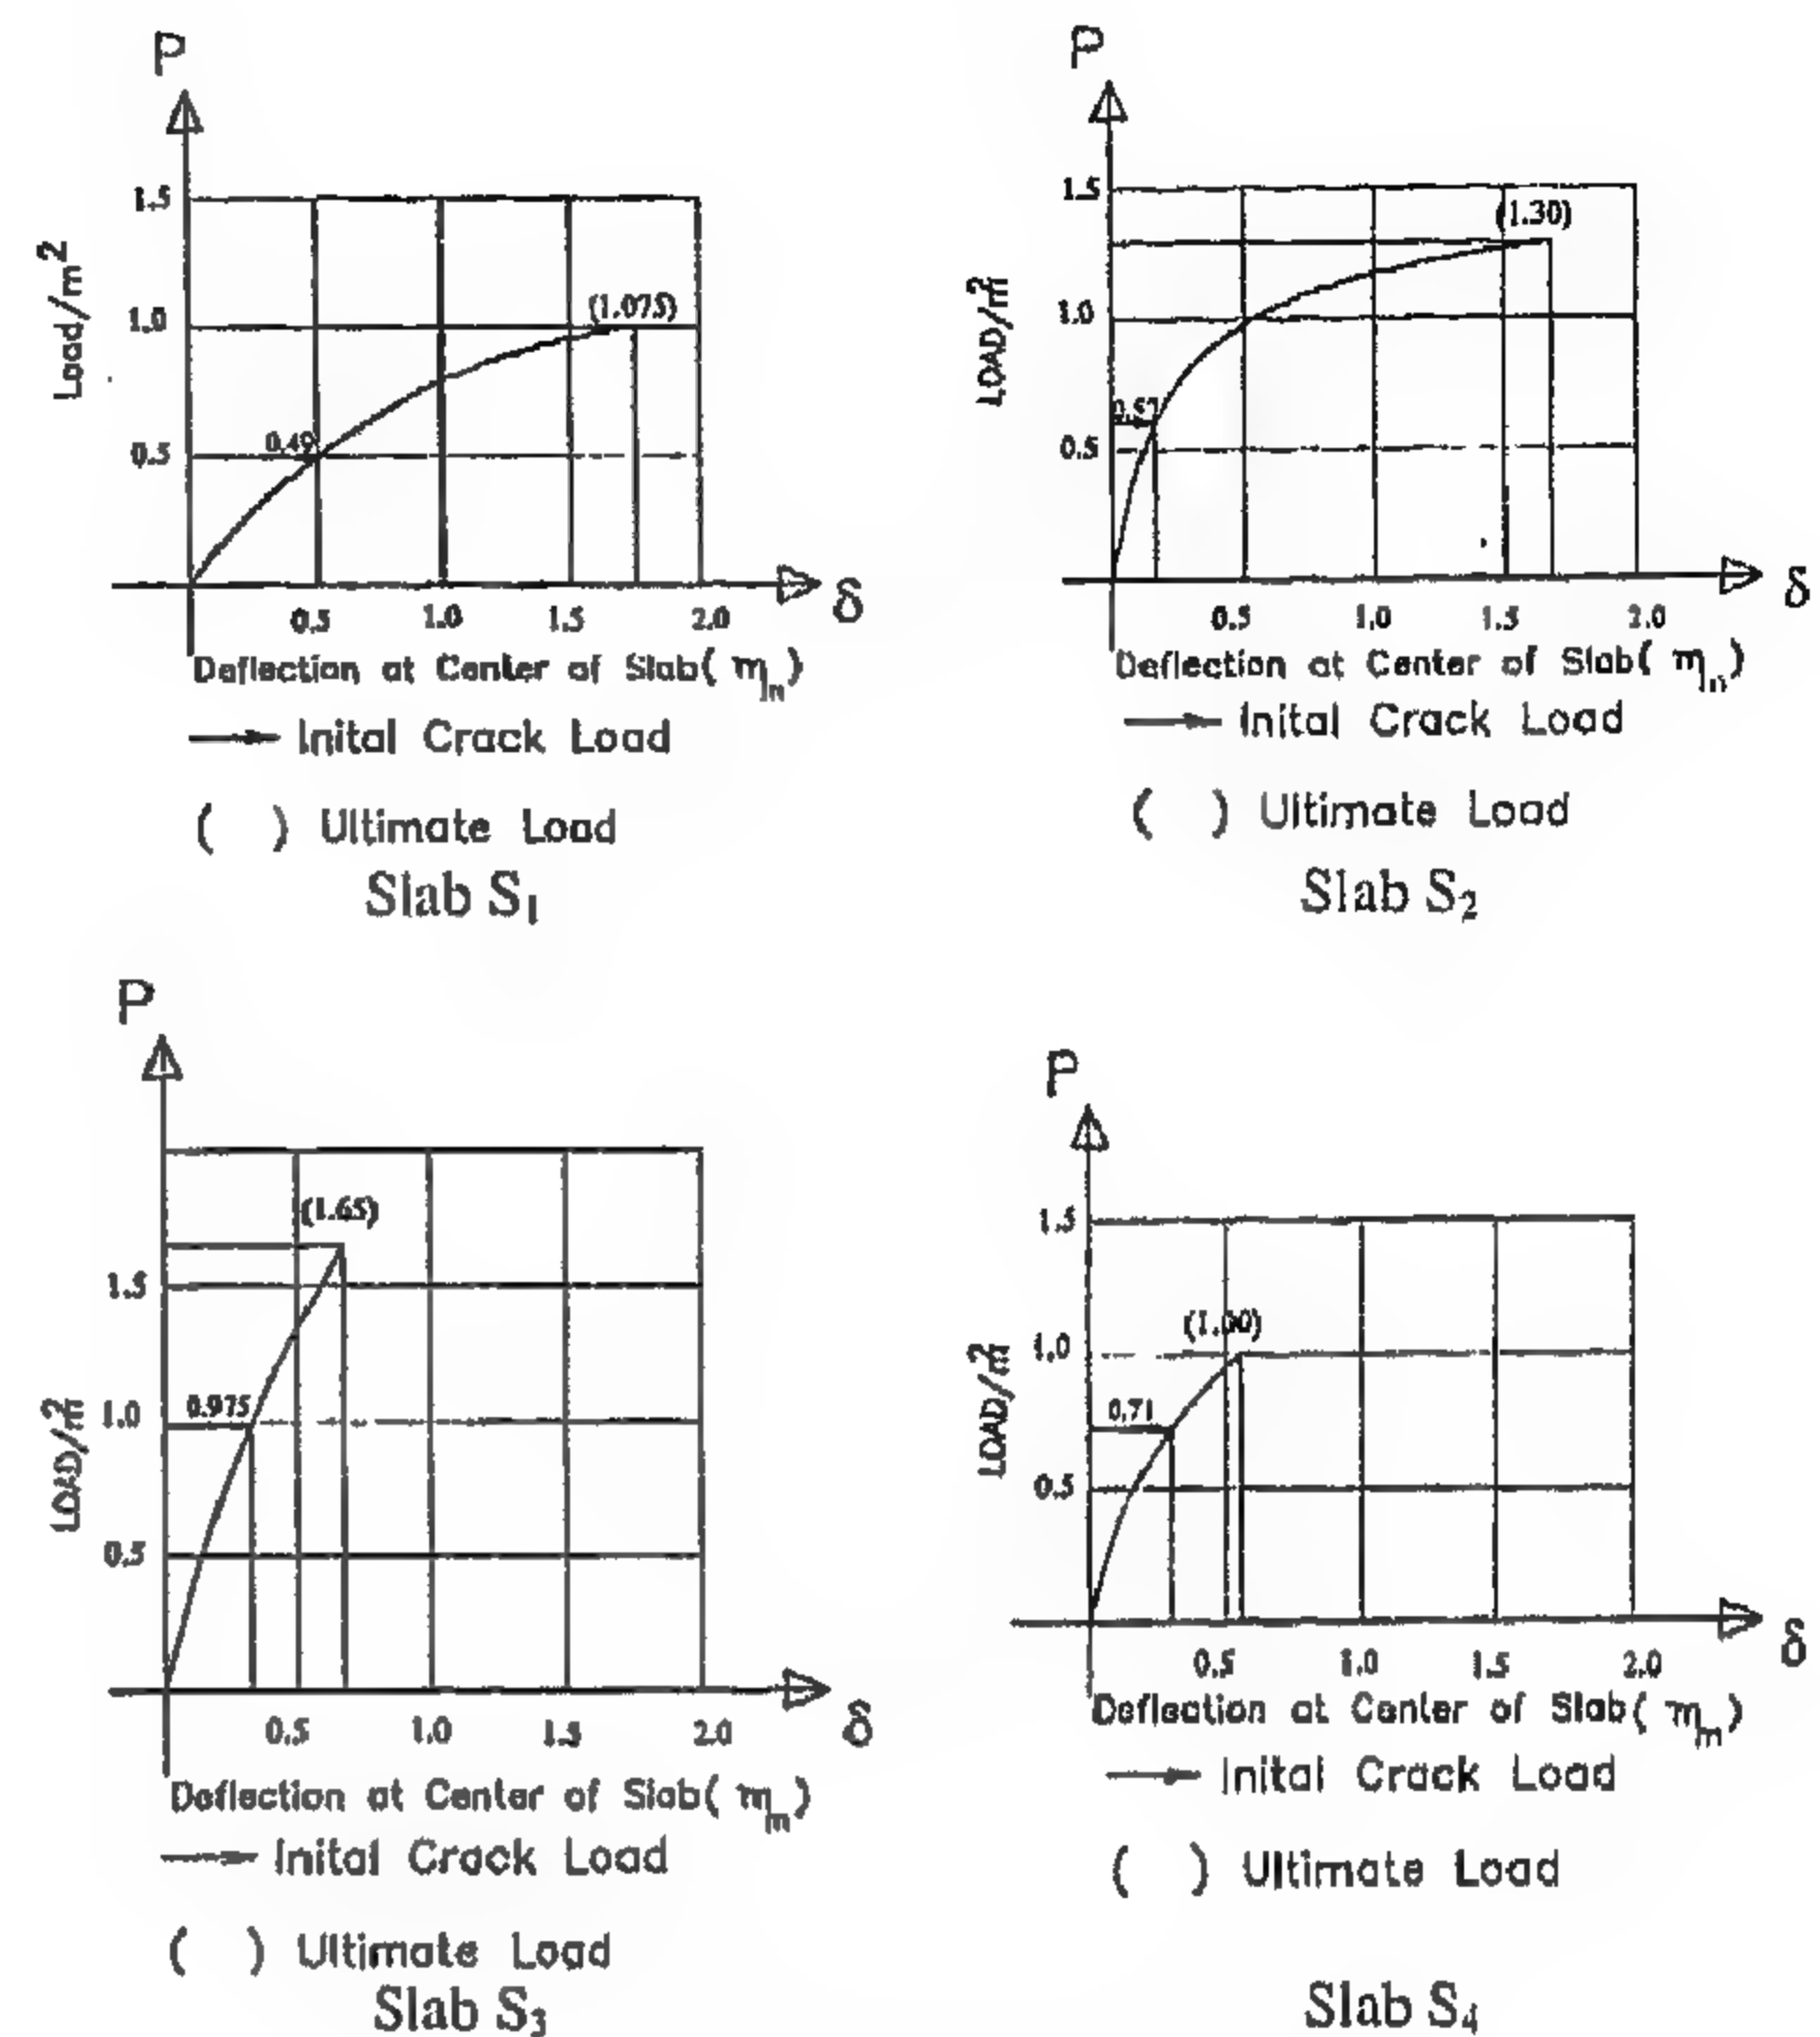 P
Load/m²
1.5
1.0
0.5
(1.075)
0.49
0.5 1.0 1.5 2.0
δ
Deflection at Center of Slab( mm)
Inital Crack Load
( ) Ultimate Load
Slab S₁
P
LOAD/m²
1.5
1.0
0.5
(1.30)
0.5 1.0 1.5 2.0
δ
Deflection at Center of Slab( mm)
Inital Crack Load
( ) Ultimate Load
Slab S₂
P
LOAD/m²
1.5
1.0
0.5
(1.65)
0.975
0.5 1.0 1.5 2.0
δ
Deflection at Center of Slab( mm)
Inital Crack Load
( ) Ultimate Load
Slab S₃
P
LOAD/m²
1.5
1.0
0.5
(1.00)
0.71
0.5 1.0 1.5 2.0
δ
Deflection at Center of Slab( mm)
Inital Crack Load
( ) Ultimate Load
Slab S₄